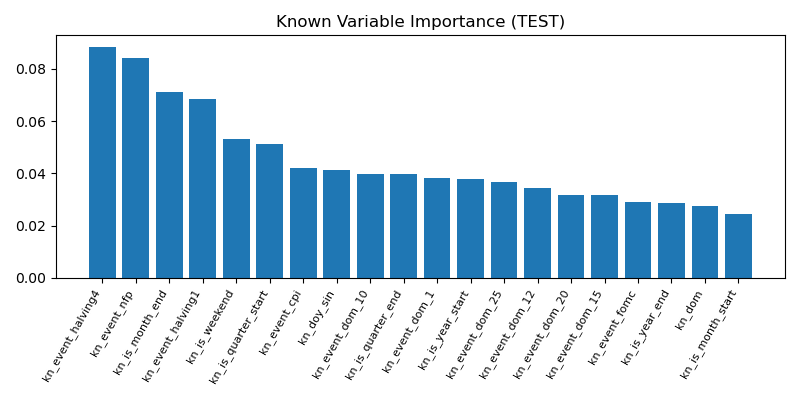 Known Variable Importance (TEST)
0.08
0.06
0.04
0.02
0.00
kn_event_halving4
kn_event_nfp
kn_is_month_end
kn_event_halving1
kn_is_weekend
kn_is_quarter_start
kn_event_cpi
kn_doy_sin
kn_event_dom_10
kn_is_quarter_end
kn_event_dom_1
kn_is_year_start
kn_event_dom_25
kn_event_dom_12
kn_event_dom_20
kn_event_dom_15
kn_event_fomc
kn_is_year_end
kn_dom
kn_is_month_start